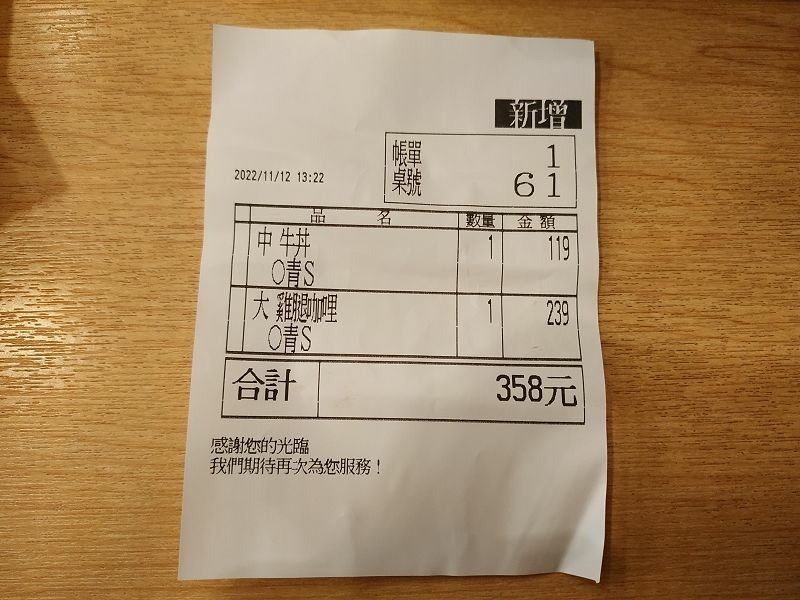 新增
帳單 1
桌號 61
2022/11/12 13:22
品名 數量 金額
中 牛丼 1 119
○青S
大 雞腿咖哩 1 239
○青S
合計 358元
感謝您的光臨
我們期待再次為您服務！